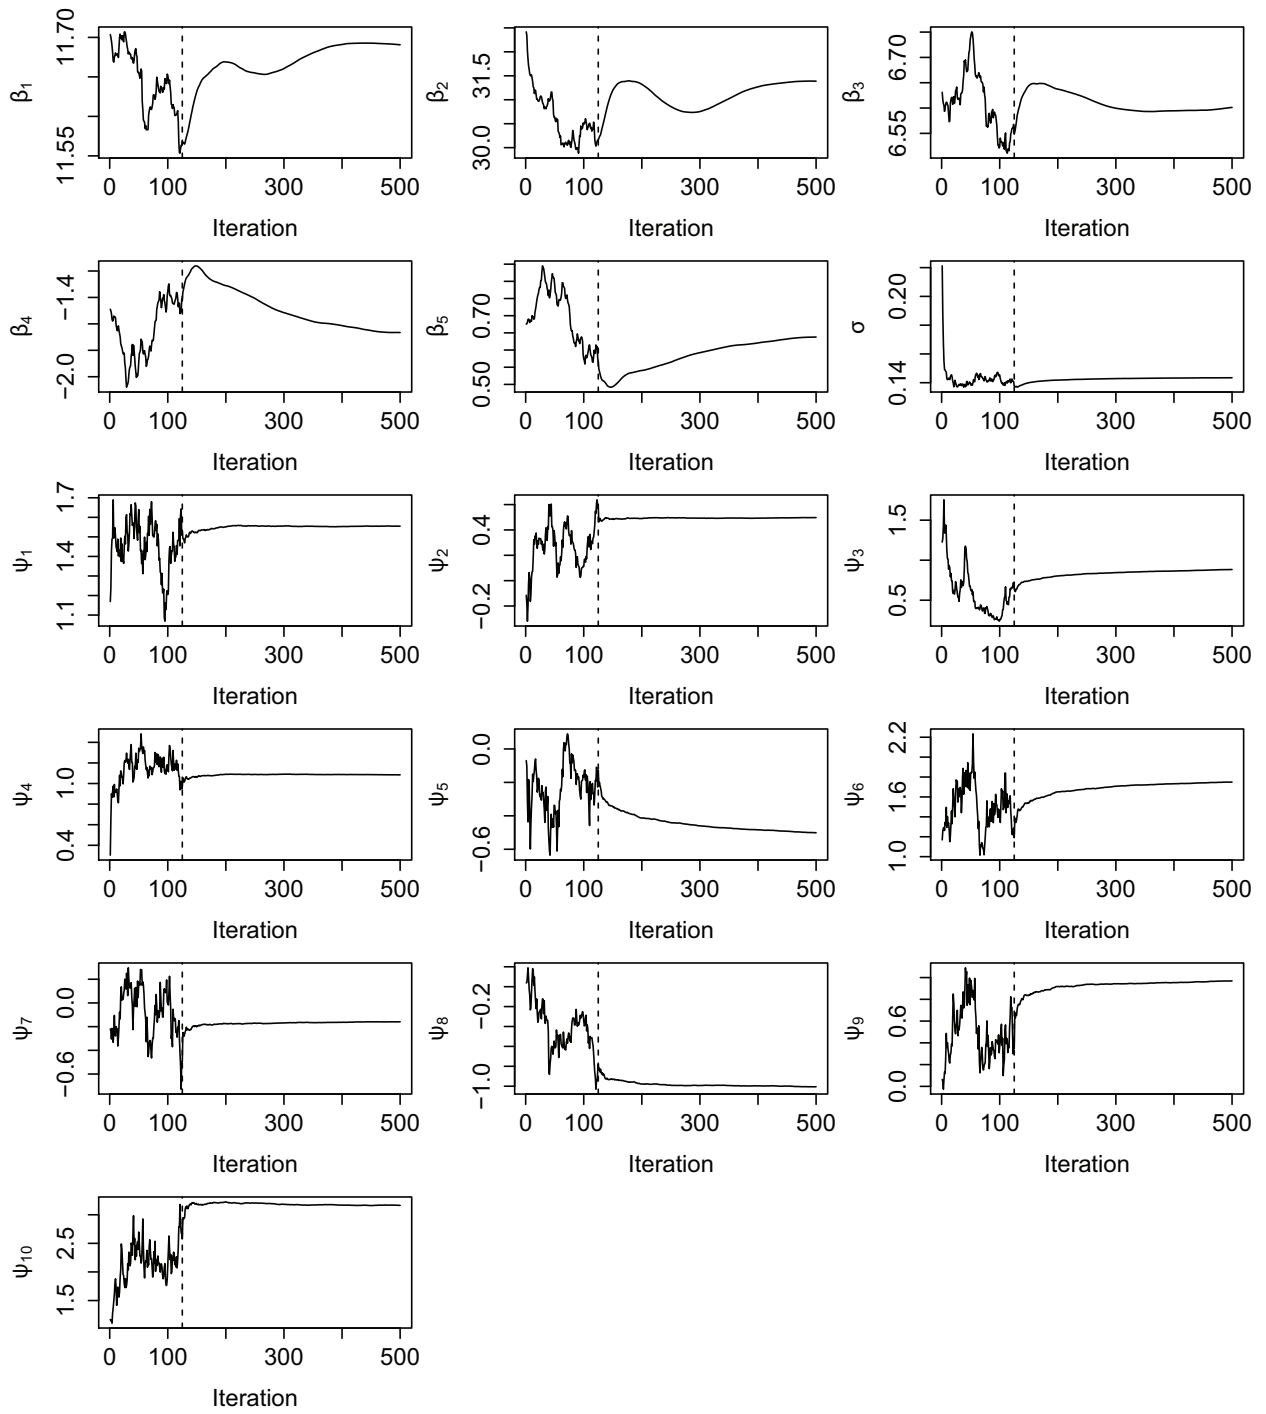 β1
11.55 11.70
0 100 300 500
Iteration
β2
30.0 31.5
0 100 300 500
Iteration
β3
6.55 6.70
0 100 300 500
Iteration
β4
−2.0 −1.4
0 100 300 500
Iteration
β5
0.50 0.70
0 100 300 500
Iteration
σ
0.14 0.20
0 100 300 500
Iteration
ψ1
1.1 1.4 1.7
0 100 300 500
Iteration
ψ2
−0.2 0.4
0 100 300 500
Iteration
ψ3
0.5 1.5
0 100 300 500
Iteration
ψ4
0.4 1.0
0 100 300 500
Iteration
ψ5
−0.6 0.0
0 100 300 500
Iteration
ψ6
1.0 1.6 2.2
0 100 300 500
Iteration
ψ7
−0.6 0.0
0 100 300 500
Iteration
ψ8
−1.0 −0.2
0 100 300 500
Iteration
ψ9
0.0 0.6
0 100 300 500
Iteration
ψ10
1.5 2.5
0 100 300 500
Iteration